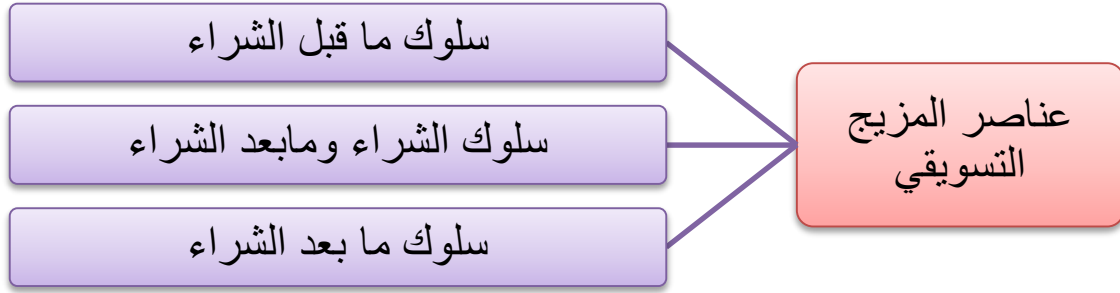 عناصر المزيج
التسويقي
سلوك ما قبل الشراء
سلوك الشراء ومابعد الشراء
سلوك ما بعد الشراء